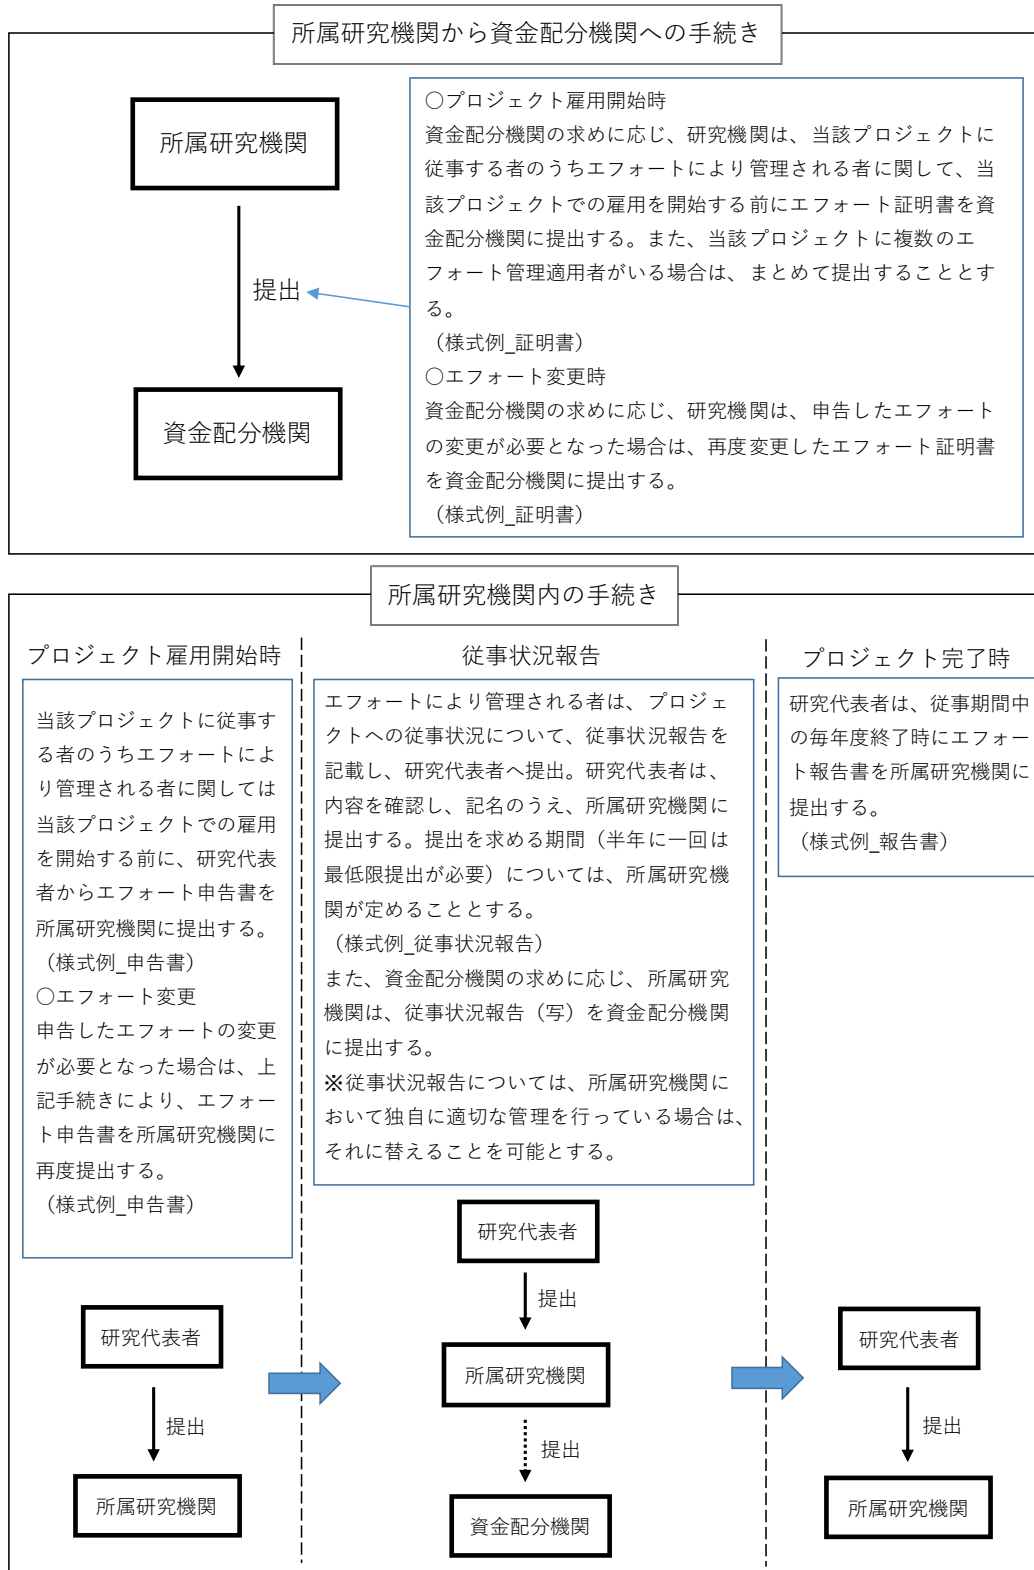 所属研究機関から資金配分機関への手続き
所属研究機関
提出
資金配分機関
○プロジェクト雇用開始時
資金配分機関の求めに応じ、研究機関は、当該プロジェクトに
従事する者のうちエフォートにより管理される者に関して、当
該プロジェクトでの雇用を開始する前にエフォート証明書を資
金配分機関に提出する。また、当該プロジェクトに複数のエ
フォート管理適用者がいる場合は、まとめて提出することとす
る。
（様式例_証明書）
○エフォート変更時
資金配分機関の求めに応じ、研究機関は、申告したエフォート
の変更が必要となった場合は、再度変更したエフォート証明書
を資金配分機関に提出する。
（様式例_証明書）
所属研究機関内の手続き
プロジェクト雇用開始時
当該プロジェクトに従事す
る者のうちエフォートによ
り管理される者に関しては
当該プロジェクトでの雇用
を開始する前に、研究代表
者からエフォート申告書を
所属研究機関に提出する。
（様式例_申告書）
○エフォート変更
申告したエフォートの変更
が必要となった場合は、上
記手続きにより、エフォー
ト申告書を所属研究機関に
再度提出する。
（様式例_申告書）
研究代表者
提出
所属研究機関
従事状況報告
エフォートにより管理される者は、プロジェ
クトへの従事状況について、従事状況報告を
記載し、研究代表者へ提出。研究代表者は、
内容を確認し、記名のうえ、所属研究機関に
提出する。提出を求める期間（半年に一回は
最低限提出が必要）については、所属研究機
関が定めることとする。
（様式例_従事状況報告）
また、資金配分機関の求めに応じ、所属研究
機関は、従事状況報告（写）を資金配分機関
に提出する。
※従事状況報告については、所属研究機関に
おいて独自に適切な管理を行っている場合は、
それに替えることを可能とする。
研究代表者
提出
所属研究機関
提出
資金配分機関
プロジェクト完了時
研究代表者は、従事期間中
の毎年度終了時にエフォー
ト報告書を所属研究機関に
提出する。
（様式例_報告書）
研究代表者
提出
所属研究機関